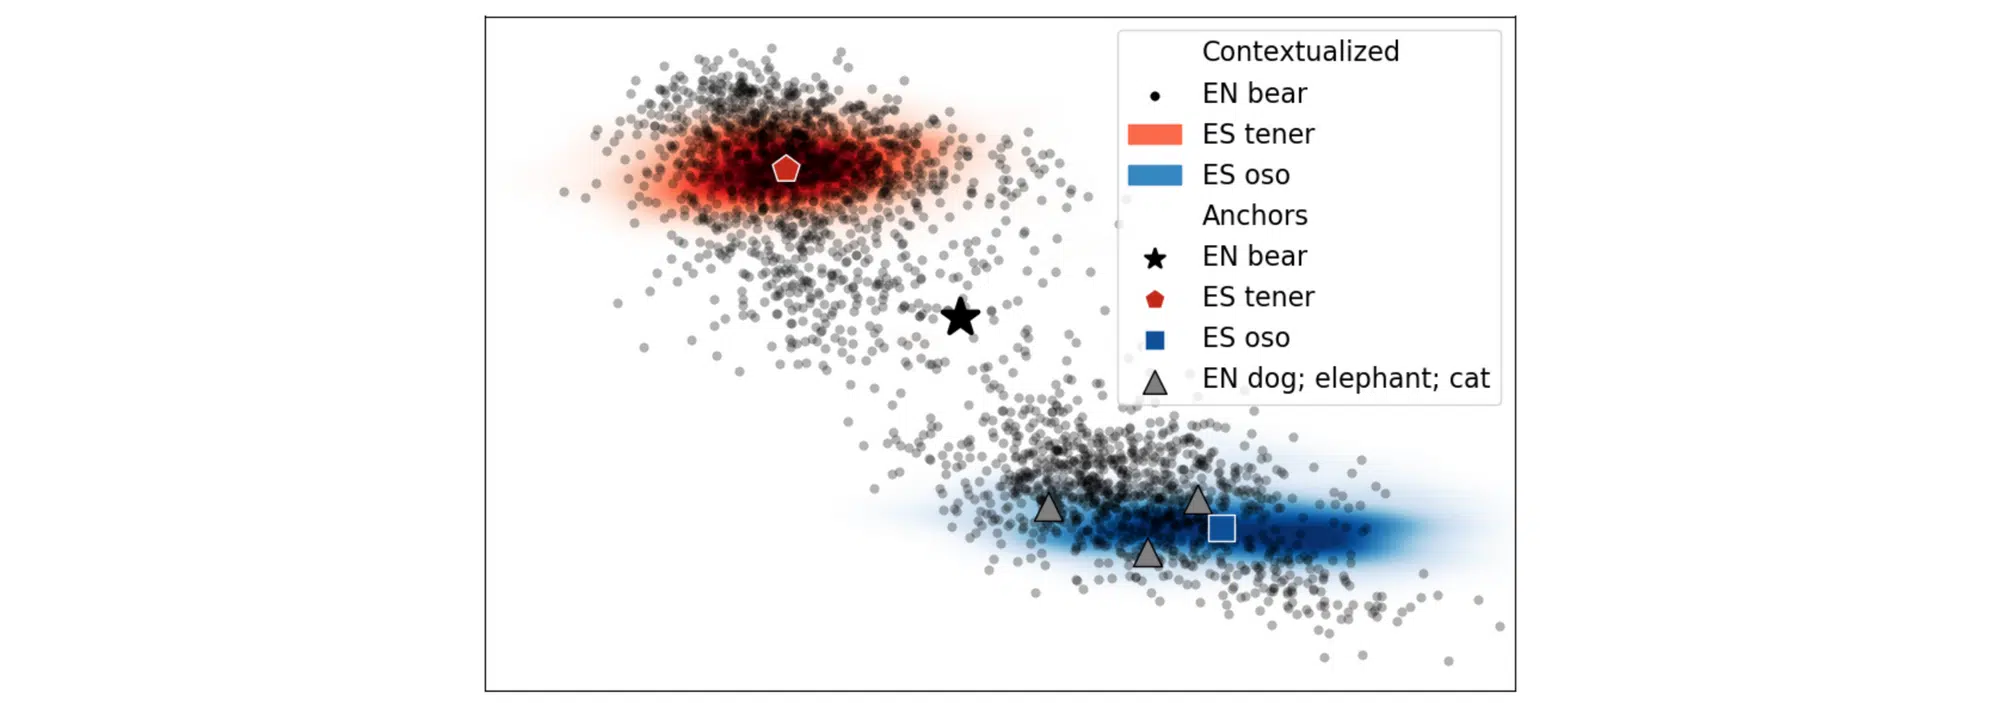 Contextualized
EN bear
ES tener
ES oso
Anchors
EN bear
ES tener
ES oso
EN dog; elephant; cat